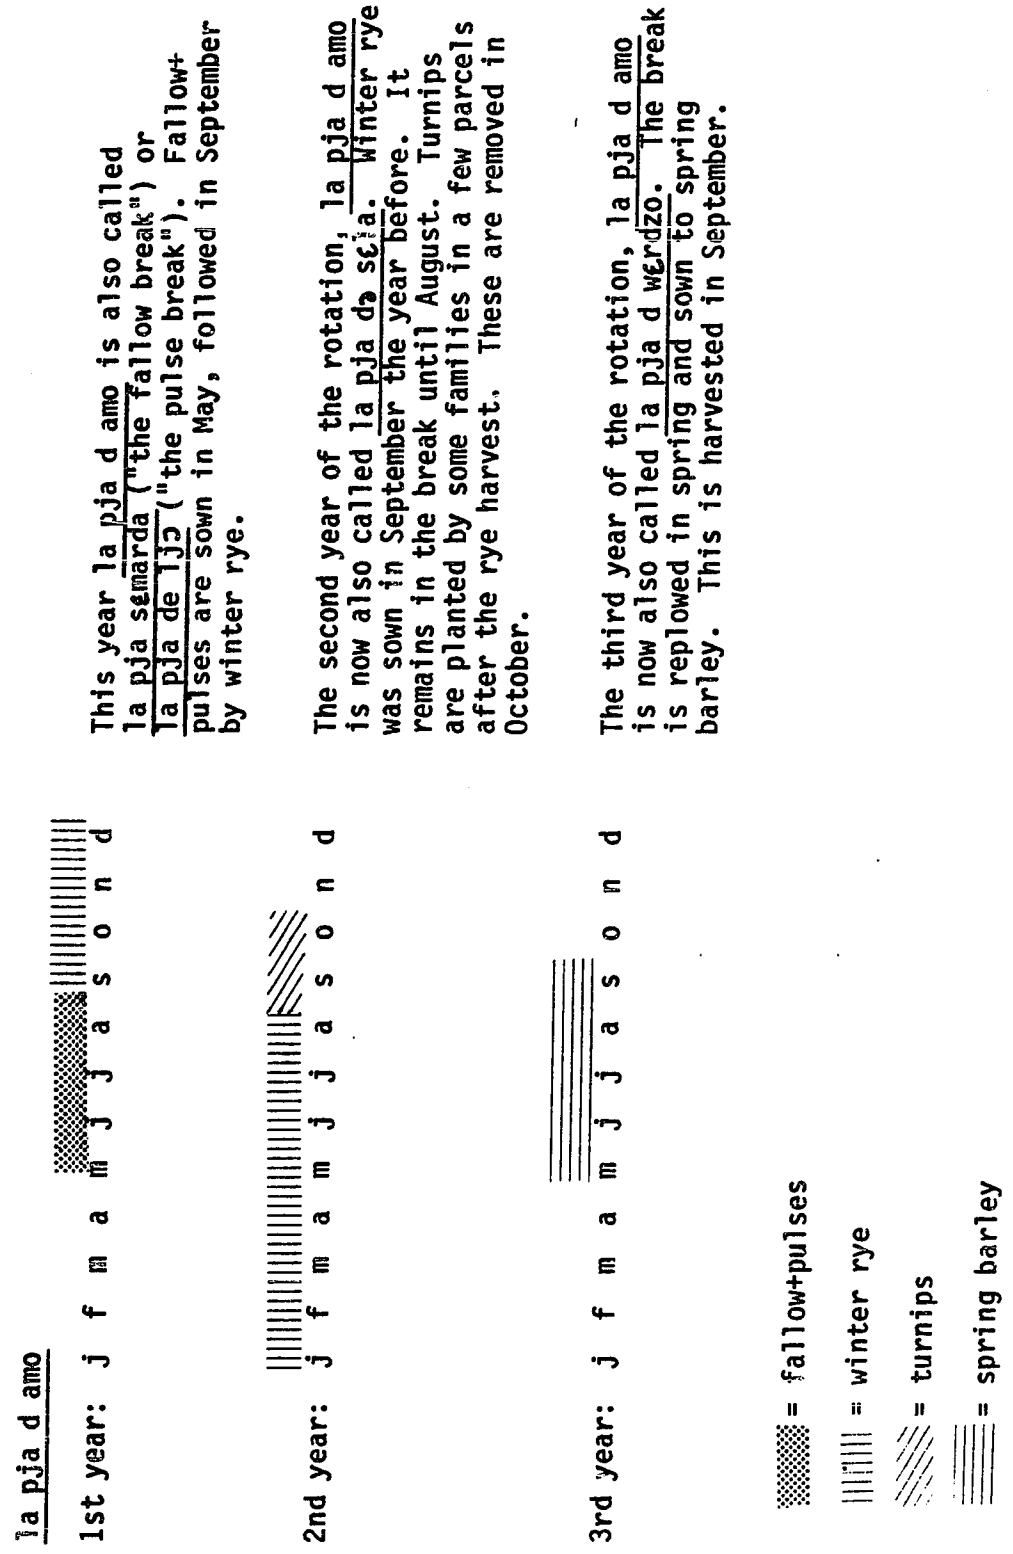 la pja d amo
1st year: j f m a m j j a s o n d
This year la pja d amo is also called
la pja sɛmarda ("the fallow break") or
la pja de ljɔ ("the pulse break"). Fallow+
pulses are sown in May, followed in September
by winter rye.
2nd year: j f m a m j j a s o n d
The second year of the rotation, la pja d amo
is now also called la pja də Winter rye
was sown in September the year before. It
remains in the break until August. Turnips
are planted by some families in a few parcels
after the rye harvest. These are removed in
October.
3rd year: j f m a m j j a s o n d
The third year of the rotation, la pja d amo
is now also called la pja d wɛrdzo. The break
is replowed in spring and sown to spring
barley. This is harvested in September.
= fallow+pulses
= winter rye
= turnips
= spring barley